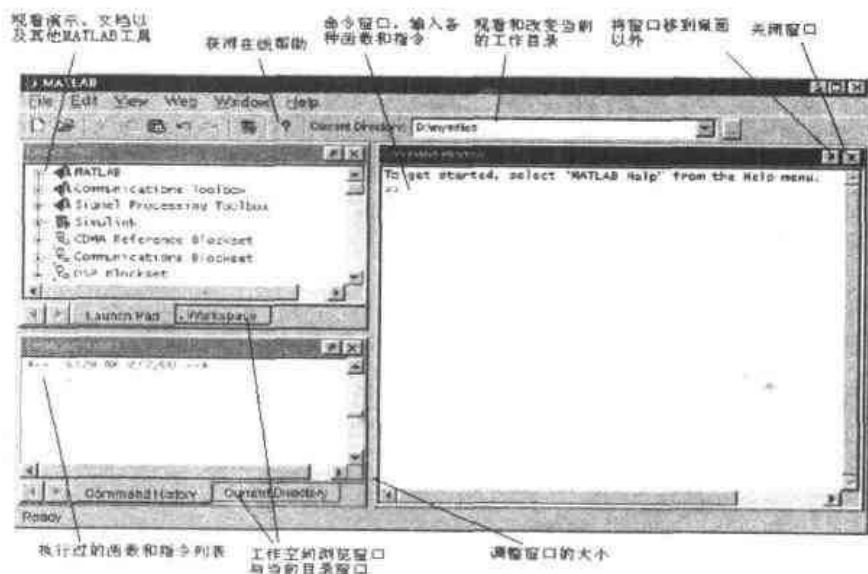 观看演示、文档以
及其他MATLAB工具
获得在线帮助
命令窗口，输入各
种函数和指令
观看和改变当前
的工作目录
将窗口移到桌面
以外
关闭窗口
MATLAB
File Edit View Web Window Help
? Current Directory: D:\mymfiles ...
To get started, select "MATLAB Help" from the Help menu.
>>
MATLAB
Communications Toolbox
Signal Processing Toolbox
Simulink
CDMA Reference Blockset
Communications Blockset
DSP Blockset
Launch Pad Workspace
Command History Current Directory
Ready
执行过的函数和指令列表
工作空间浏览窗口
与当前目录窗口
调整窗口的大小